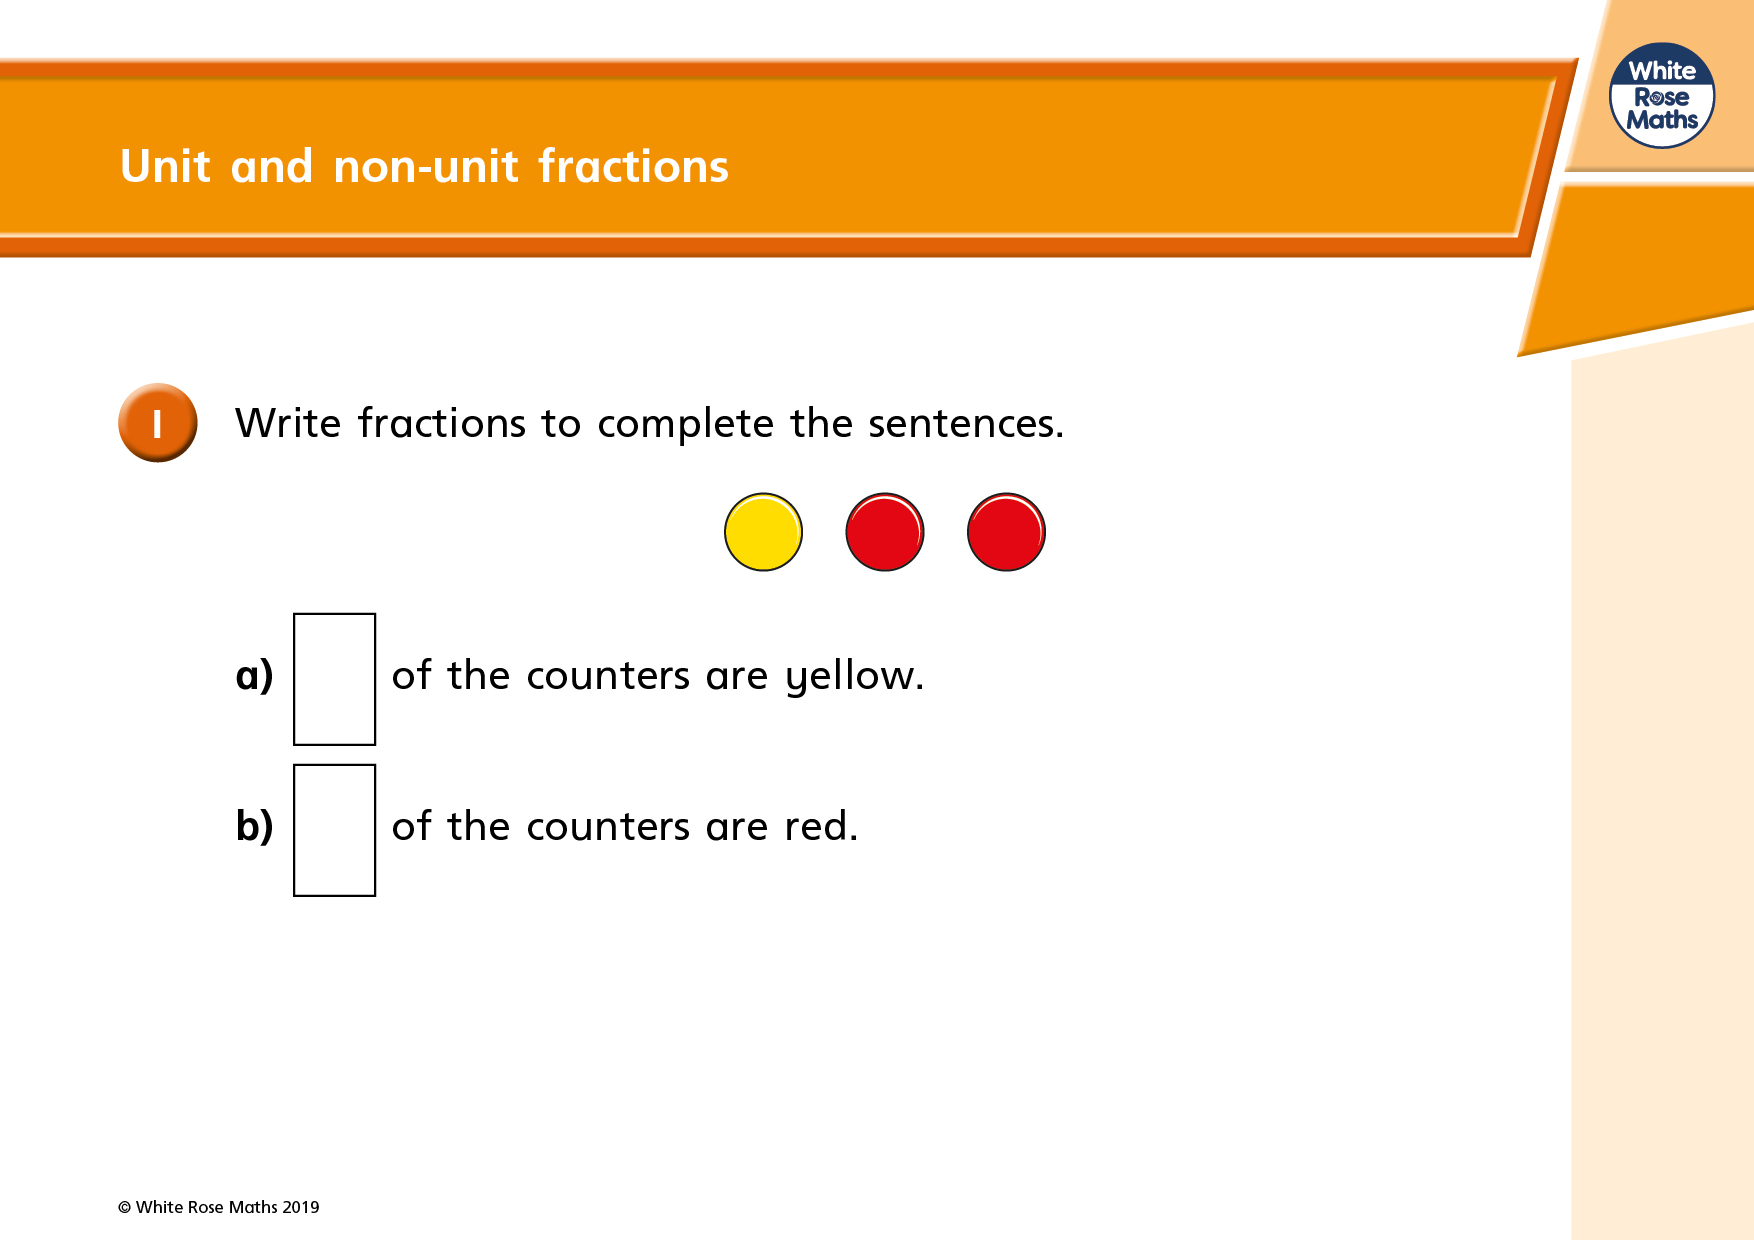 White
Rose
Maths
Unit and non-unit fractions
1 Write fractions to complete the sentences.
a) of the counters are yellow.
b) of the counters are red.
© White Rose Maths 2019